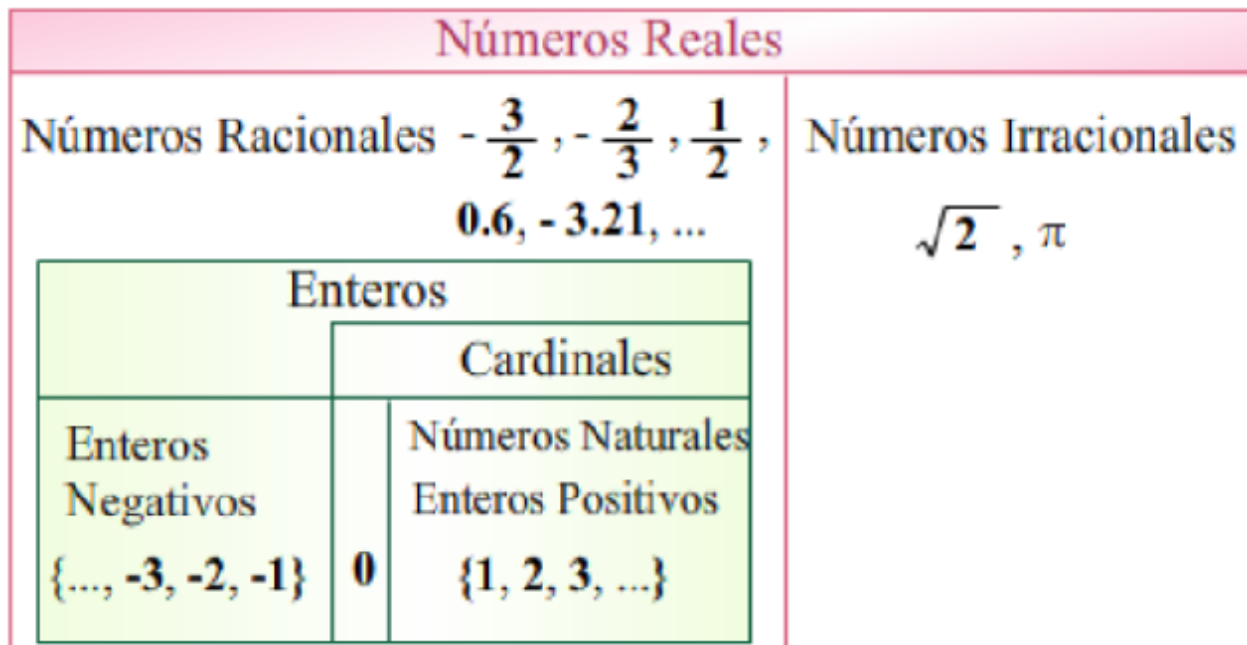 Números Reales
Números Racionales - 3/2 , - 2/3 , 1/2 ,
0.6, - 3.21, ...
Números Irracionales
√2 , π
Enteros
Cardinales
Enteros
Negativos
{..., -3, -2, -1}
0
Números Naturales
Enteros Positivos
{1, 2, 3, ...}